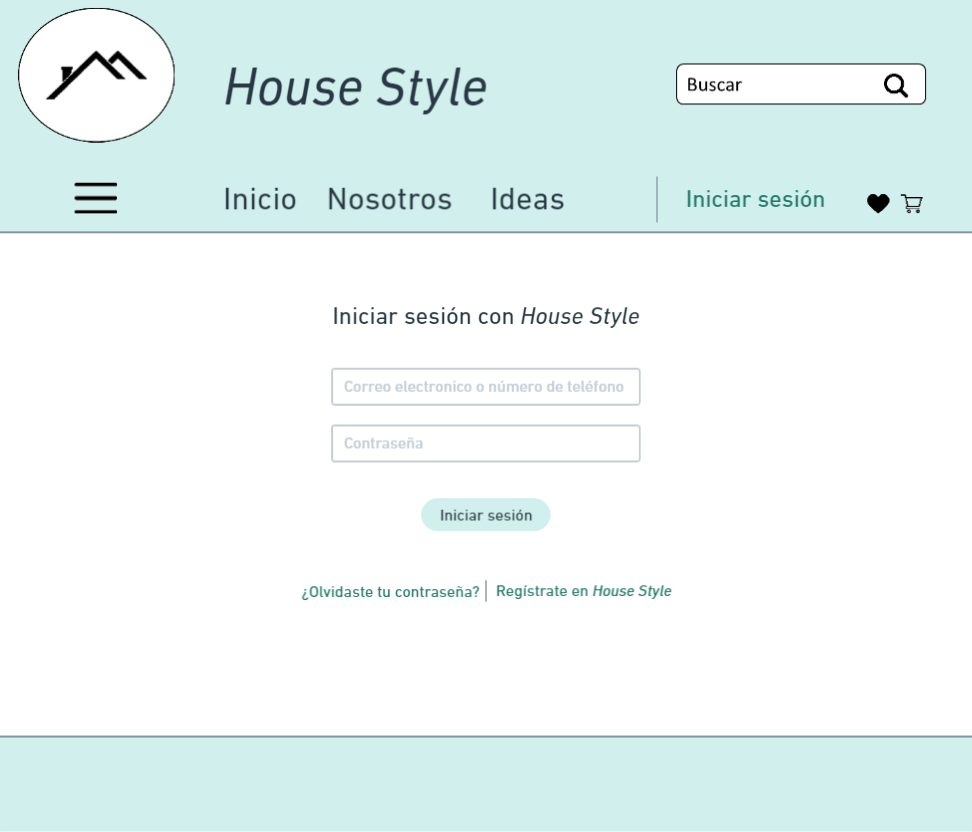 House Style
Buscar
Inicio Nosotros Ideas Iniciar sesión
Iniciar sesión con House Style
Correo electronico o número de teléfono
Contraseña
Iniciar sesión
¿Olvidaste tu contraseña? Regístrate en House Style